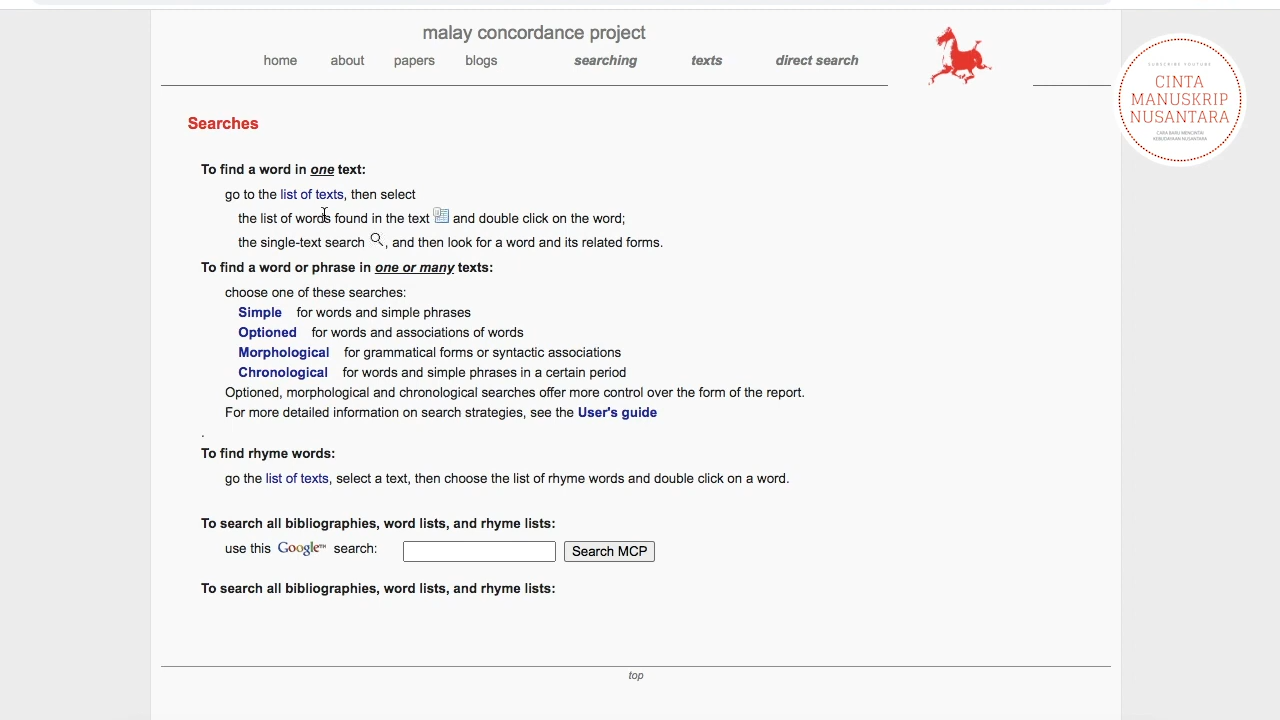 malay concordance project
home about papers blogs searching texts direct search
SUBSCRIBE YOUTUBE
CINTA
MANUSKRIP
NUSANTARA
CARA BARU MENCINTAI
KEBUDAYAAN NUSANTARA
Searches
To find a word in one text:
go to the list of texts, then select
the list of words found in the text and double click on the word;
the single-text search , and then look for a word and its related forms.
To find a word or phrase in one or many texts:
choose one of these searches:
Simple for words and simple phrases
Optioned for words and associations of words
Morphological for grammatical forms or syntactic associations
Chronological for words and simple phrases in a certain period
Optioned, morphological and chronological searches offer more control over the form of the report.
For more detailed information on search strategies, see the User's guide
.
To find rhyme words:
go the list of texts, select a text, then choose the list of rhyme words and double click on a word.
To search all bibliographies, word lists, and rhyme lists:
use this Google™ search: Search MCP
To search all bibliographies, word lists, and rhyme lists:
top